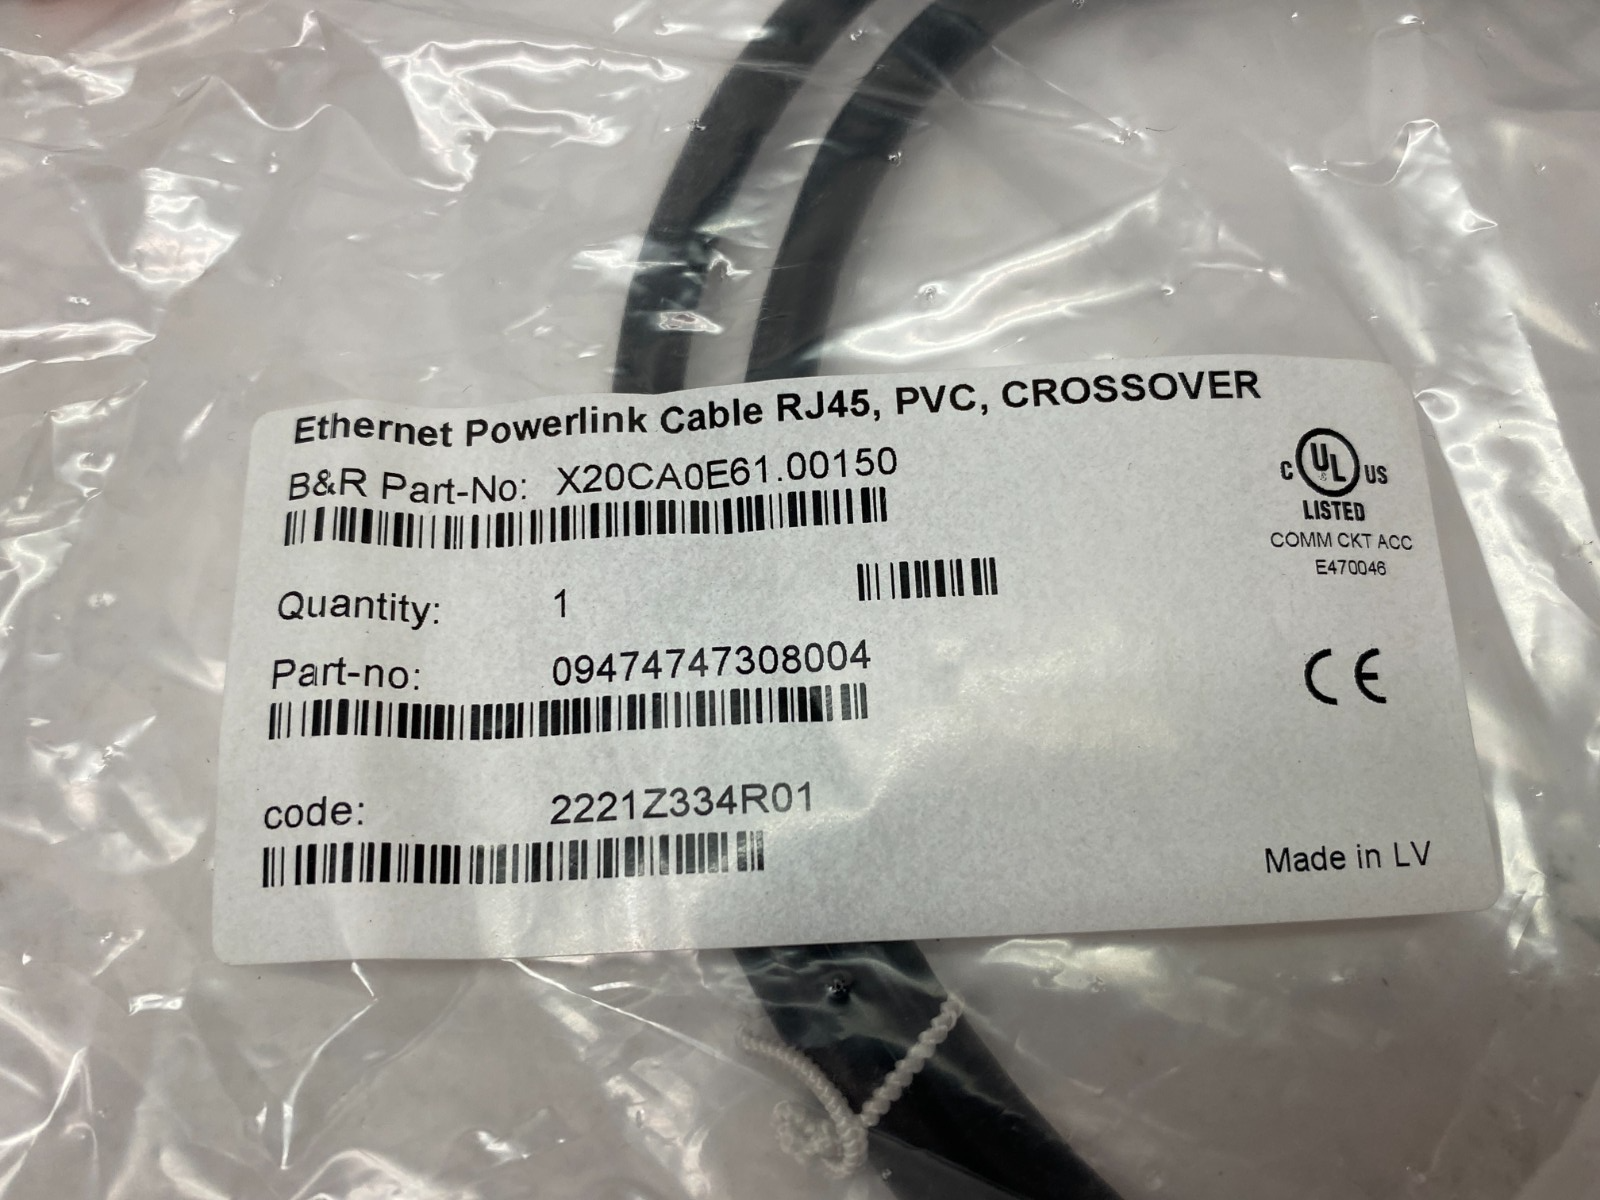 Ethernet Powerlink Cable RJ45, PVC, CROSSOVER
B&R Part-No: X20CA0E61.00150
Quantity: 1
Part-no: 09474747308004
code: 2221Z334R01
C UL US
LISTED
COMM CKT ACC
E470046
CE
Made in LV